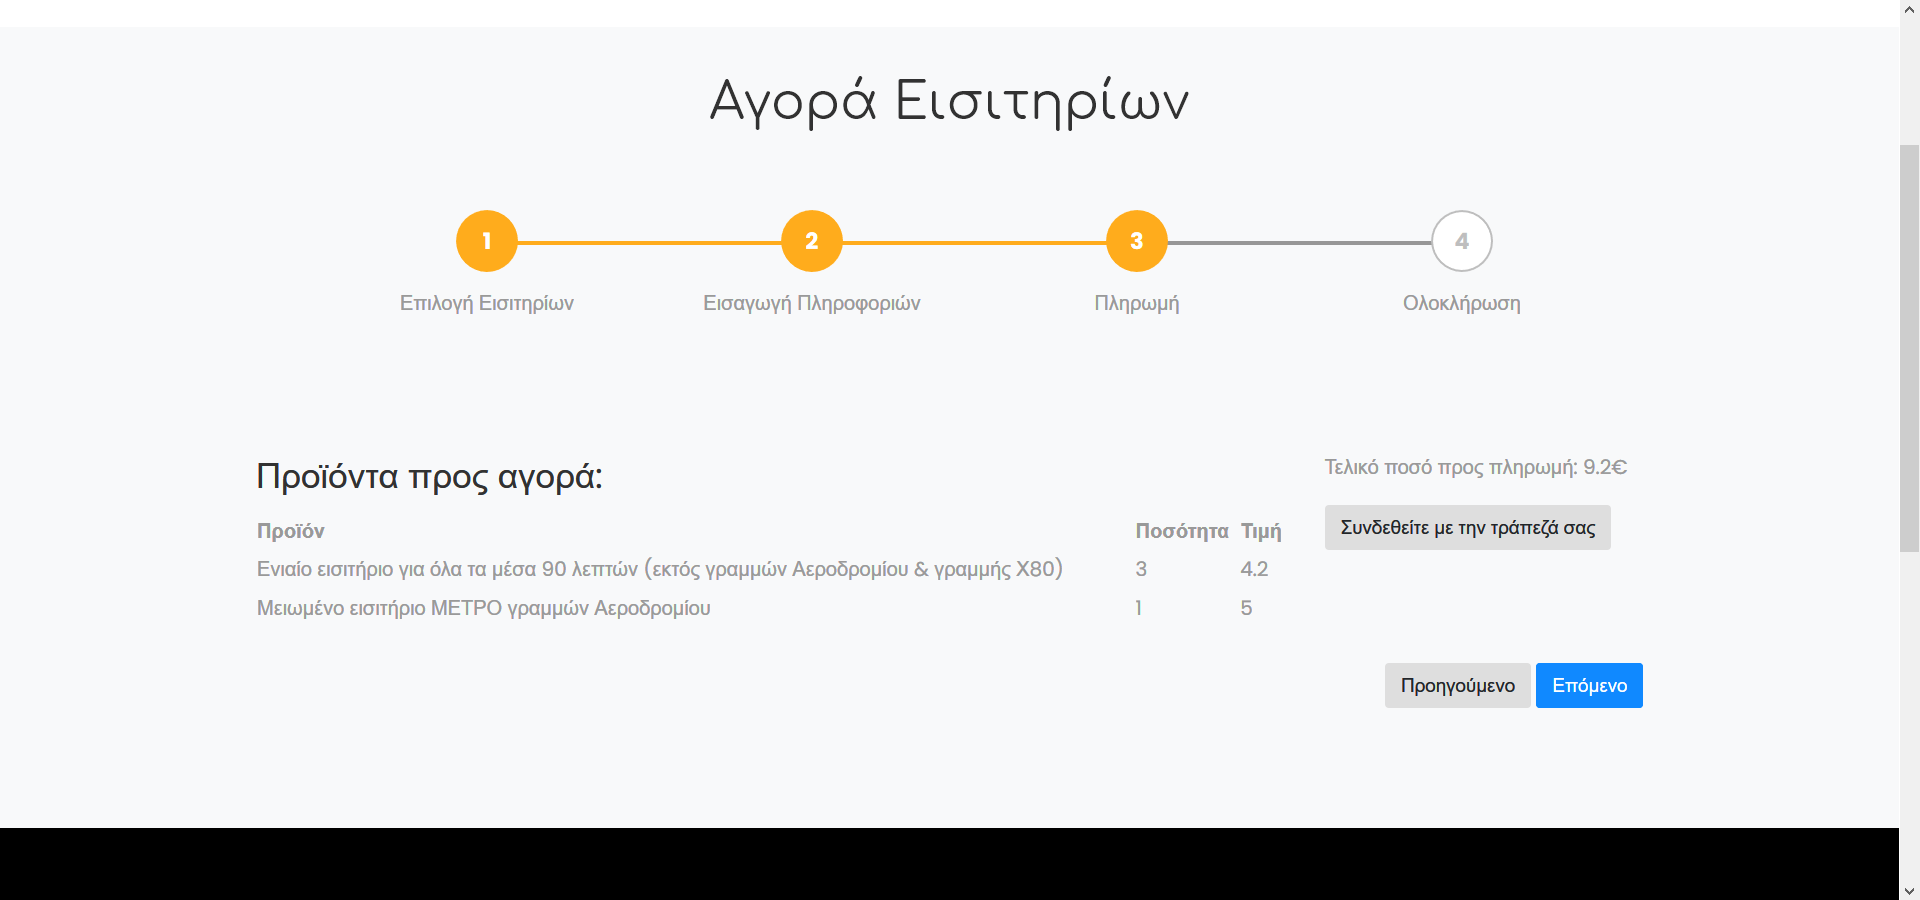 Αγορά Εισιτηρίων
1 2 3 4
Επιλογή Εισιτηρίων Εισαγωγή Πληροφοριών Πληρωμή Ολοκλήρωση
Προϊόντα προς αγορά:
Προϊόν Ποσότητα Τιμή
Ενιαίο εισιτήριο για όλα τα μέσα 90 λεπτών (εκτός γραμμών Αεροδρομίου & γραμμής Χ80) 3 4.2
Μειωμένο εισιτήριο ΜΕΤΡΟ γραμμών Αεροδρομίου 1 5
Τελικό ποσό προς πληρωμή: 9.2€
Συνδεθείτε με την τράπεζά σας
Προηγούμενο Επόμενο